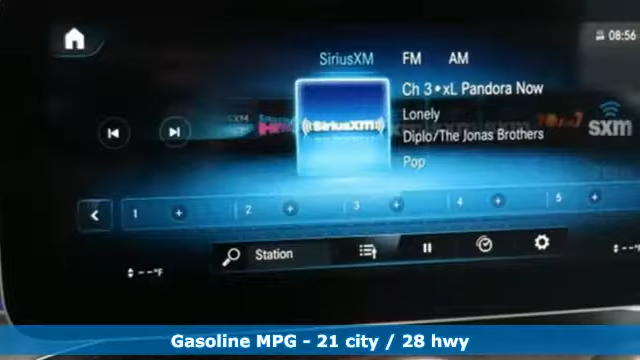 08:56
SiriusXM FM AM
Ch 3•xL Pandora Now
Lonely
Diplo/The Jonas Brothers
Pop
SiriusXM
sxm
1 + 2 + 3 + 4 + 5 +
Station
--°F
Gasoline MPG - 21 city / 28 hwy